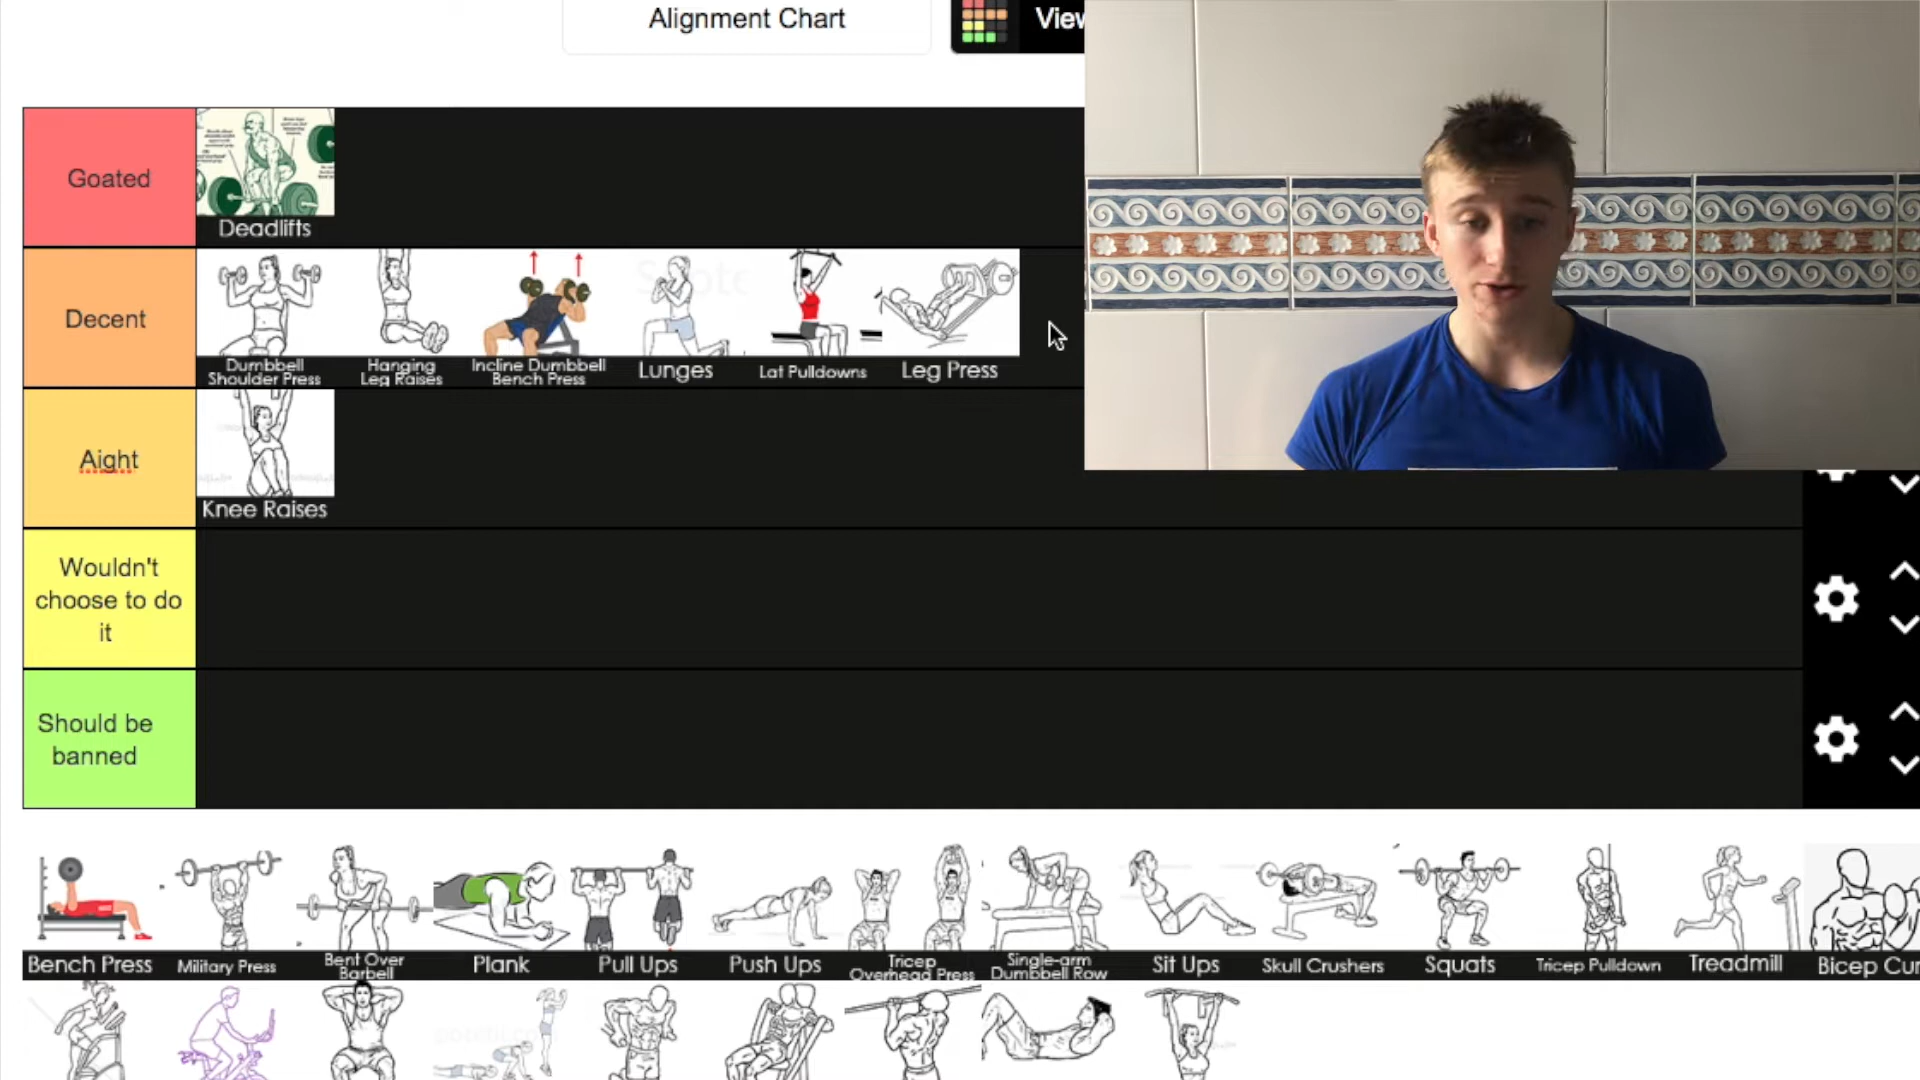 Alignment Chart
Goated
Deadlifts
Decent
Dumbbell
Shoulder Press
Hanging
Leg Raises
Incline Dumbbell
Bench Press
Lunges
Lat Pulldowns
Leg Press
Aight
Knee Raises
Wouldn't
choose to do
it
Should be
banned
Bench Press
Military Press
Bent Over
Barbell
Plank
Pull Ups
Push Ups
Tricep
Overhead Press
Single-arm
Dumbbell Row
Sit Ups
Skull Crushers
Squats
Tricep Pulldown
Treadmill
Bicep